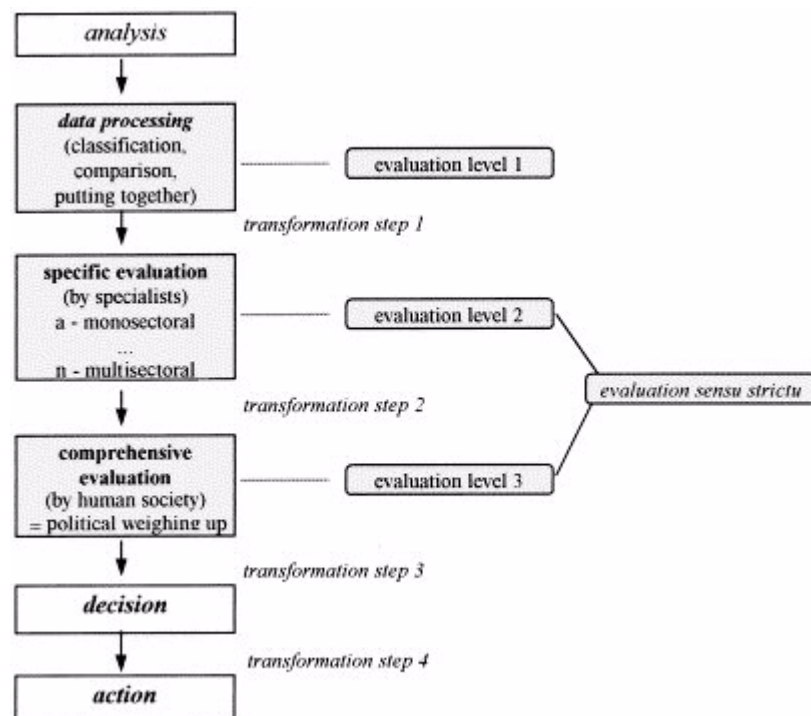 analysis
data processing
(classification,
comparison,
putting together)
evaluation level 1
transformation step 1
specific evaluation
(by specialists)
a - monosectoral
...
n - multisectoral
evaluation level 2
evaluation sensu strictu
transformation step 2
comprehensive
evaluation
(by human society)
= political weighing up
evaluation level 3
transformation step 3
decision
transformation step 4
action